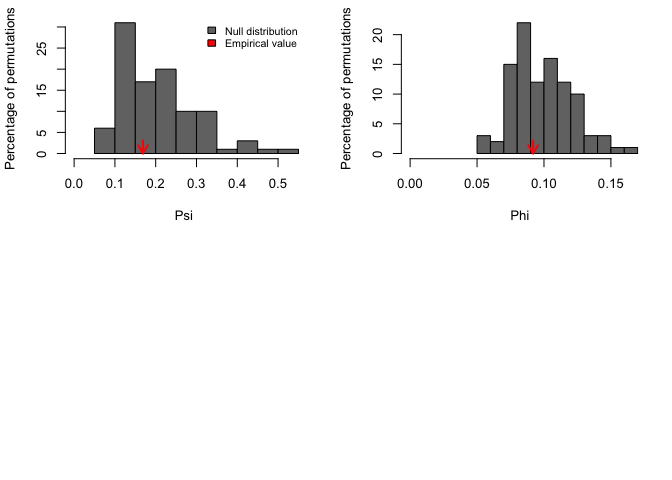 Percentage of permutations
25
15
5
0
0.0 0.1 0.2 0.3 0.4 0.5
Psi
Null distribution
Empirical value
Percentage of permutations
20
15
10
5
0
0.00 0.05 0.10 0.15
Phi